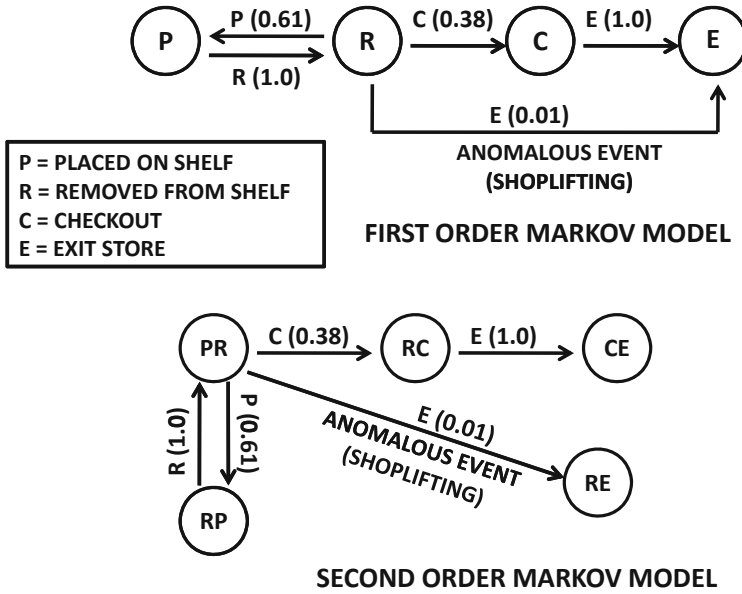 P (0.61)
C (0.38)
E (1.0)
P
R
C
E
R (1.0)
E (0.01)
ANOMALOUS EVENT
(SHOPLIFTING)
P = PLACED ON SHELF
R = REMOVED FROM SHELF
C = CHECKOUT
E = EXIT STORE
FIRST ORDER MARKOV MODEL
C (0.38)
E (1.0)
PR
RC
CE
R (1.0)
P (0.61)
E (0.01)
ANOMALOUS EVENT
(SHOPLIFTING)
RE
RP
SECOND ORDER MARKOV MODEL